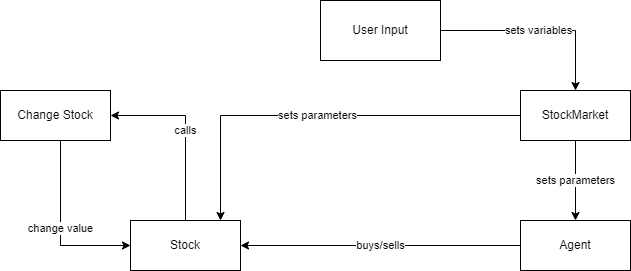 User Input
sets variables
Change Stock
StockMarket
sets parameters
calls
sets parameters
change value
Stock
buys/sells
Agent